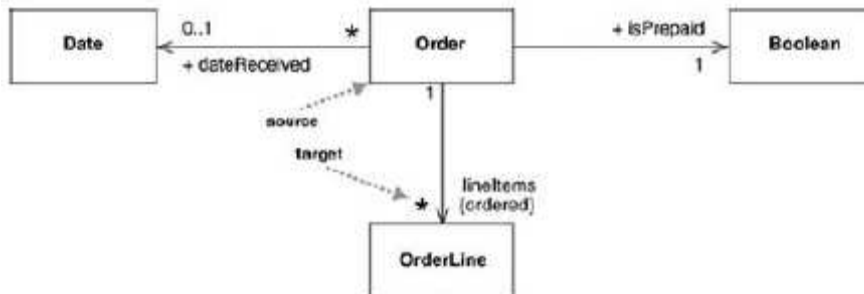 Date
0..1
*
+ dateReceived
Order
1
+ isPrepaid
1
Boolean
source
target
*
lineItems
{ordered}
OrderLine